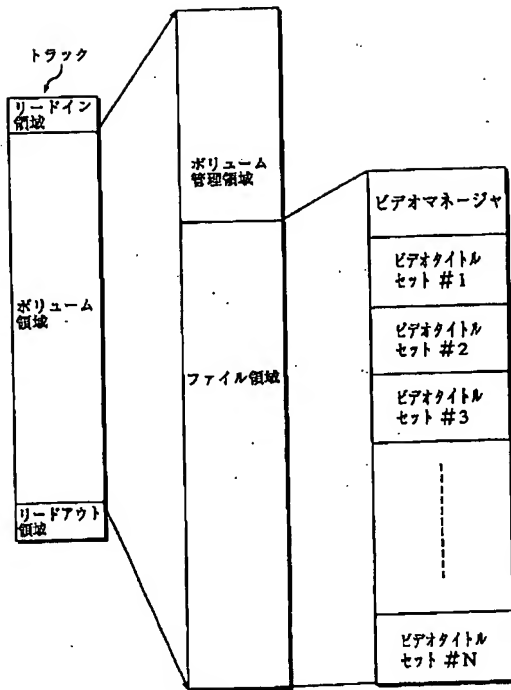 トラック
リードイン
領域
ボリューム
領域
リードアウト
領域
ボリューム
管理領域
ファイル領域
ビデオマネージャ
ビデオタイトル
セット #1
ビデオタイトル
セット #2
ビデオタイトル
セット #3
ビデオタイトル
セット #N